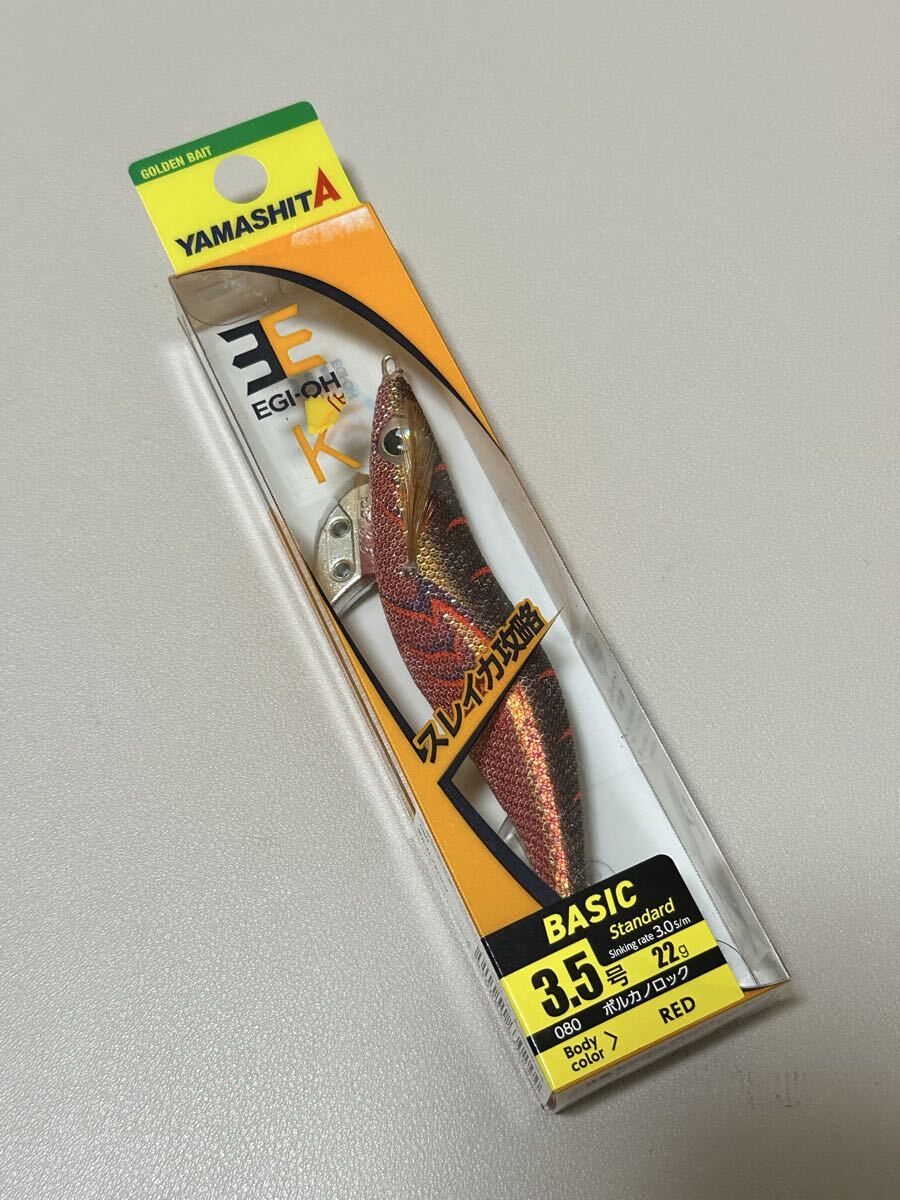 GOLDEN BAIT
YAMASHITA
EGI-OH
K
スレイカ攻略
BASIC
Standard
Sinking rate 3.0 s/m
3.5号 22g
080 ボルカノロック
Body color > RED